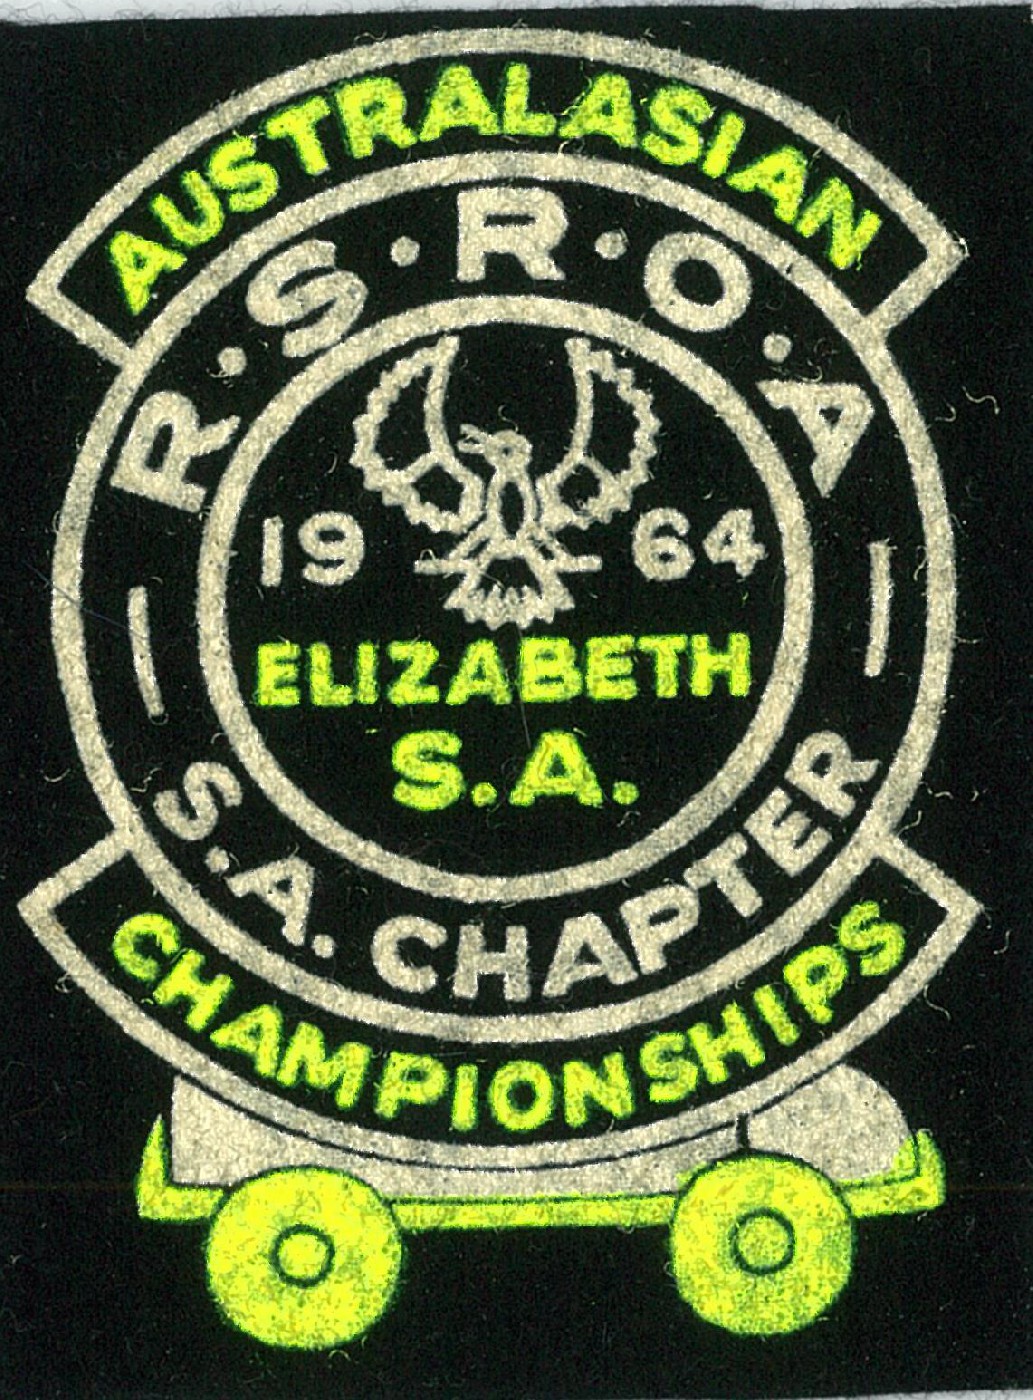 AUSTRALASIAN
R·S·R·O·A
19 64
ELIZABETH
S.A.
S.A. CHAPTER
CHAMPIONSHIPS